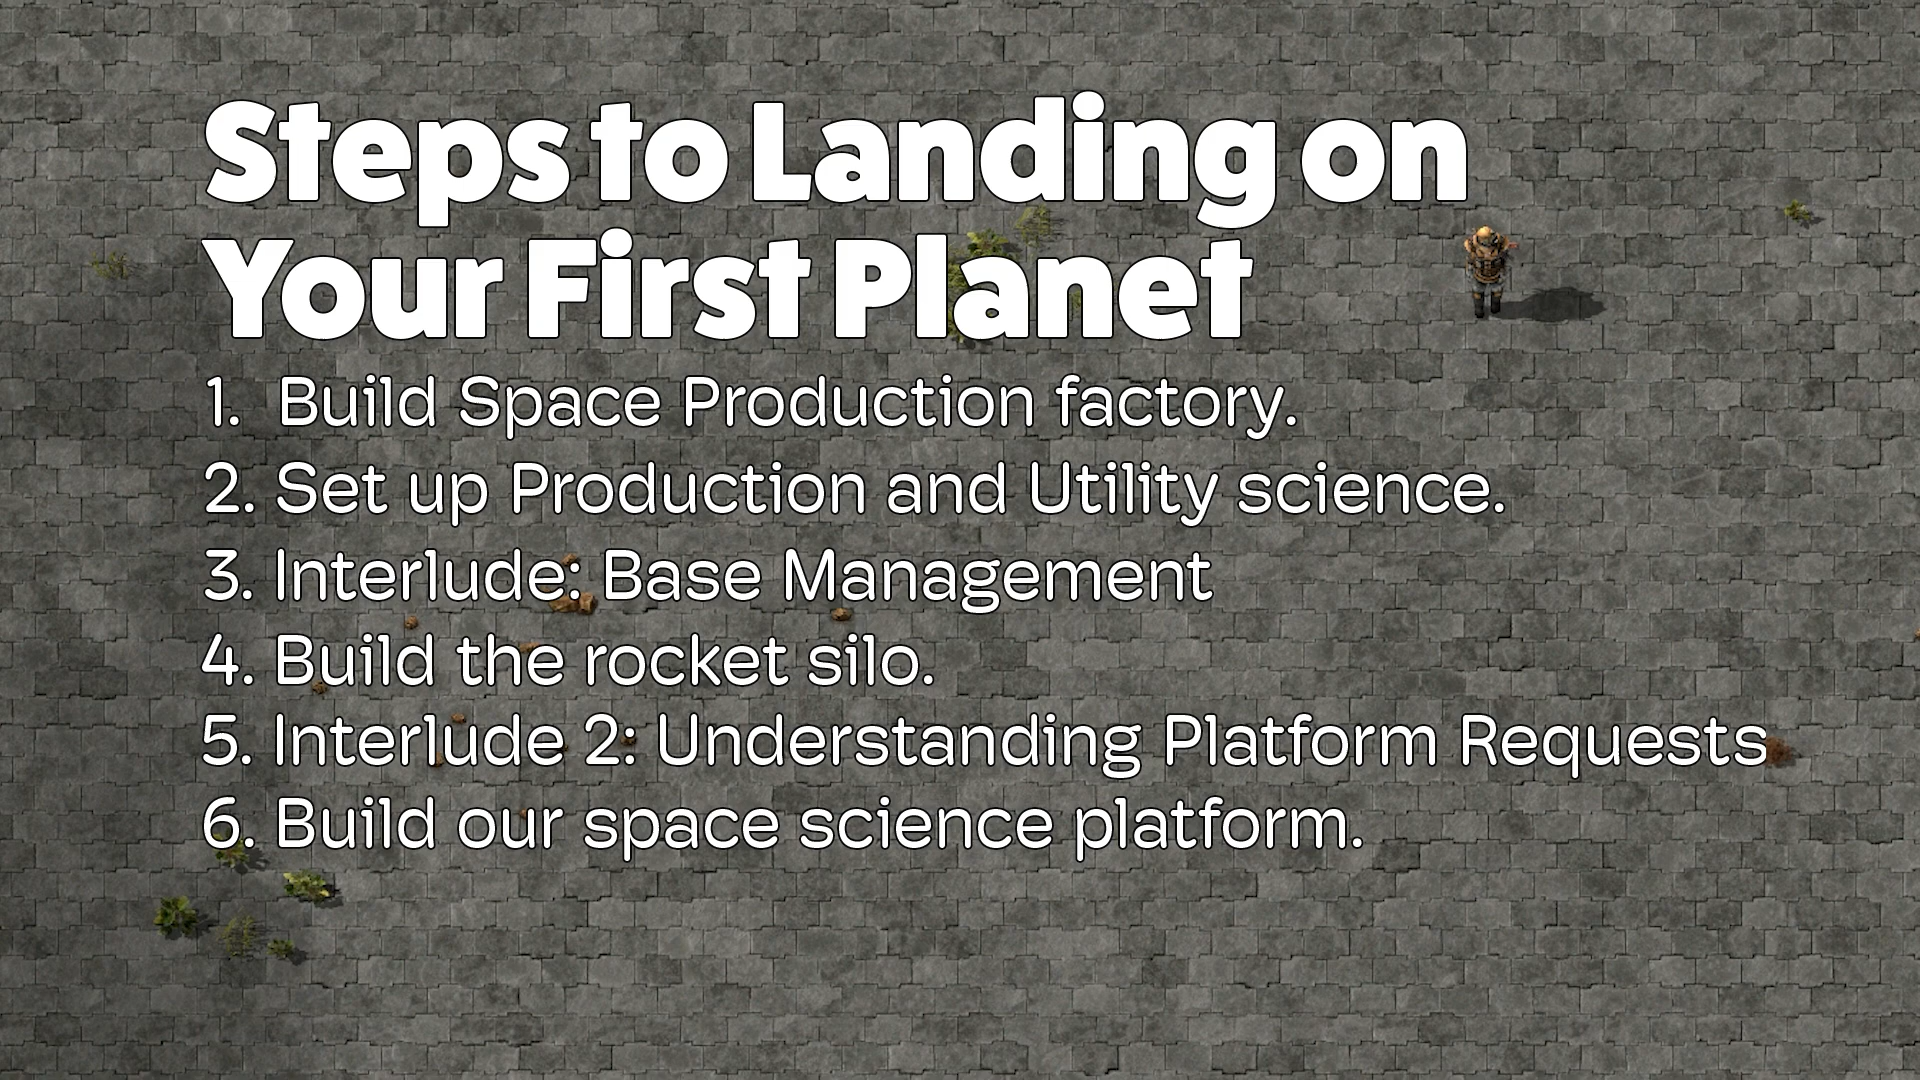 Steps to Landing on
Your First Planet
1. Build Space Production factory.
2. Set up Production and Utility science.
3. Interlude: Base Management
4. Build the rocket silo.
5. Interlude 2: Understanding Platform Requests
6. Build our space science platform.